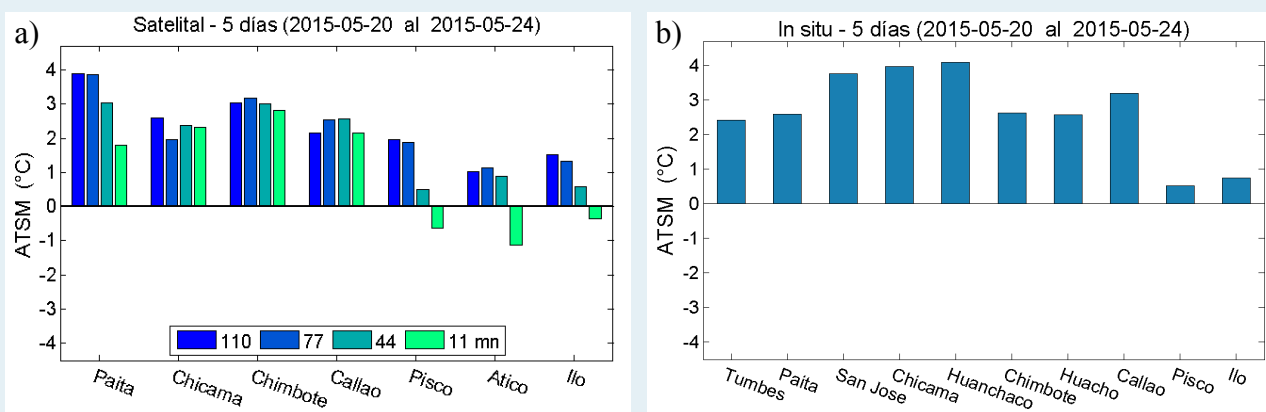 a)
Satelital - 5 días (2015-05-20 al 2015-05-24)
ATSM (°C)
4
3
2
1
0
-1
-2
-3
-4
110 77 44 11 mn
Paita Chicama Chimbote Callao Pisco Atico Ilo
b)
In situ - 5 días (2015-05-20 al 2015-05-24)
ATSM (°C)
4
3
2
1
0
-1
-2
-3
-4
Tumbes Paita San Jose Chicama Huanchaco Chimbote Huacho Callao Pisco Ilo